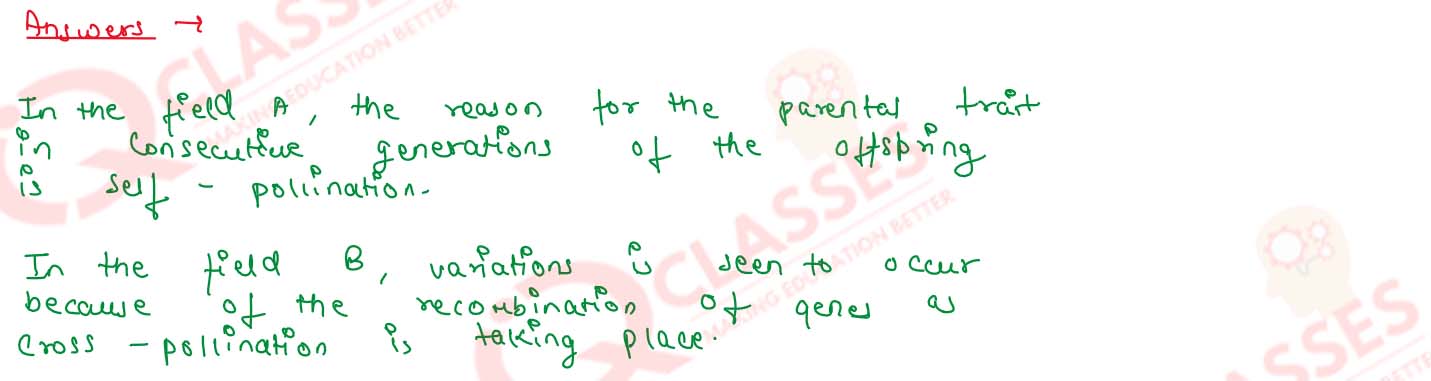 Answers →
In the field A, the reason for the parental trait
in Consecutive generations of the offspring
is self - pollination.
In the field B, variations is seen to occur
because of the recombination of genes as
Cross - pollination is taking place.
CLASSES
MAKING EDUCATION BETTER
CLASSES
MAKING EDUCATION BETTER
SSES